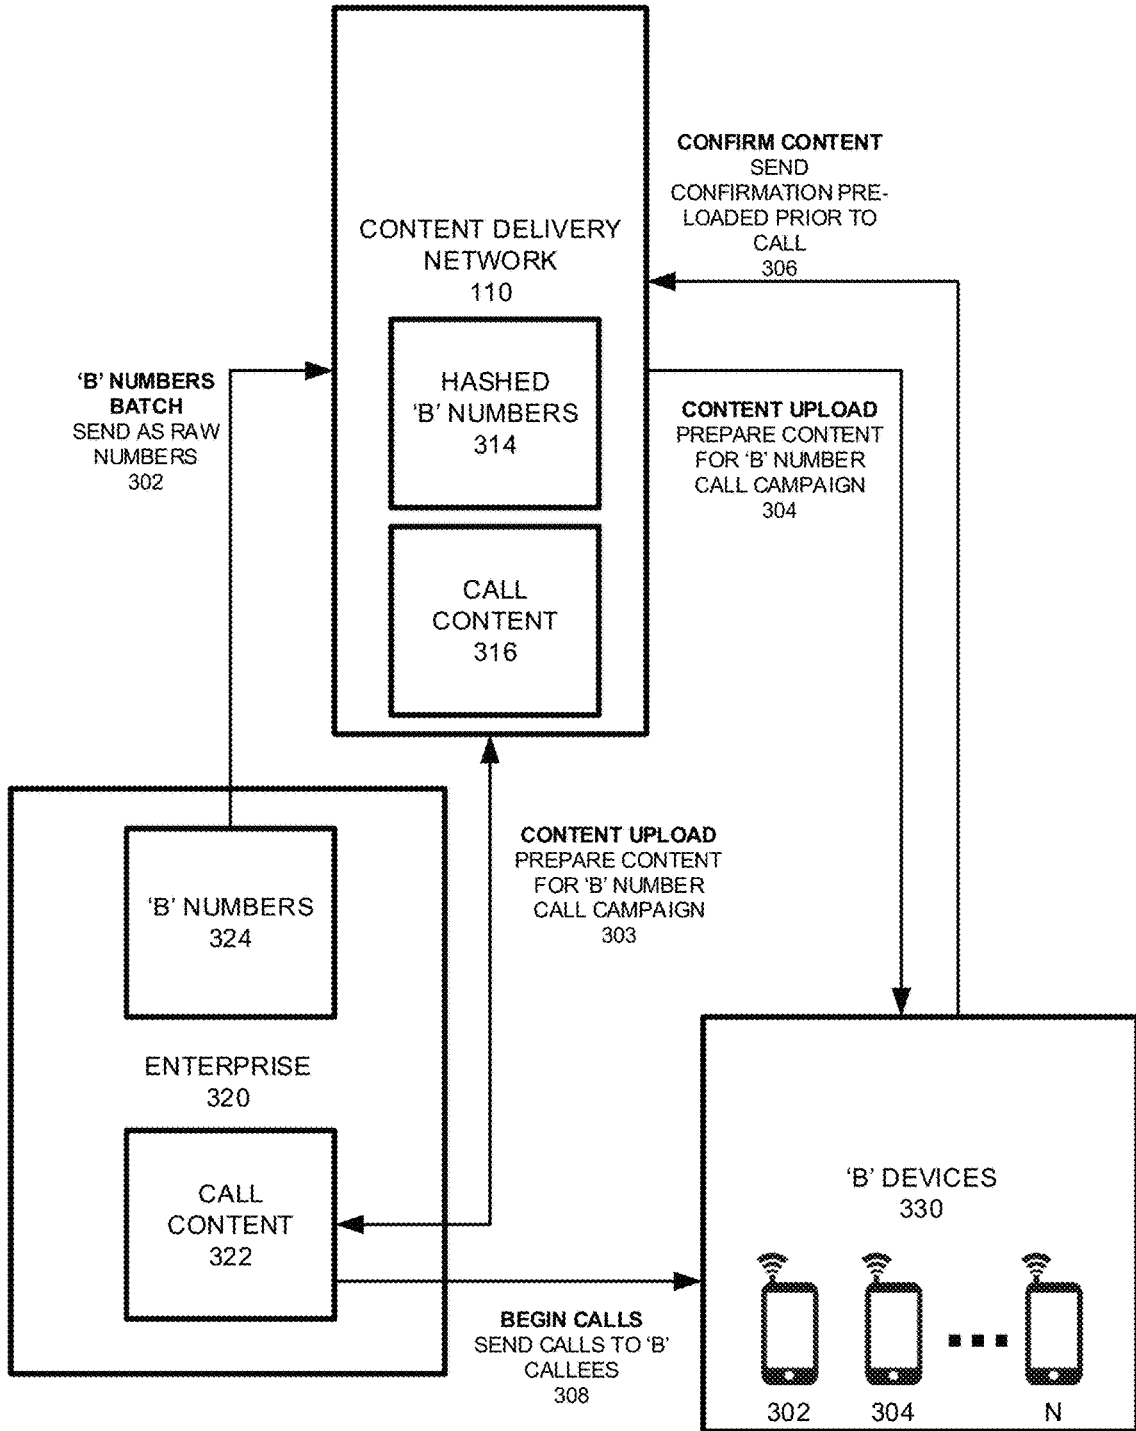 CONTENT DELIVERY
NETWORK
110
HASHED
‘B’ NUMBERS
314
CALL
CONTENT
316
CONFIRM CONTENT
SEND
CONFIRMATION PRE-
LOADED PRIOR TO
CALL
306
‘B’ NUMBERS
BATCH
SEND AS RAW
NUMBERS
302
CONTENT UPLOAD
PREPARE CONTENT
FOR ‘B’ NUMBER
CALL CAMPAIGN
304
CONTENT UPLOAD
PREPARE CONTENT
FOR ‘B’ NUMBER
CALL CAMPAIGN
303
‘B’ NUMBERS
324
ENTERPRISE
320
CALL
CONTENT
322
BEGIN CALLS
SEND CALLS TO ‘B’
CALLEES
308
‘B’ DEVICES
330
302
304
N